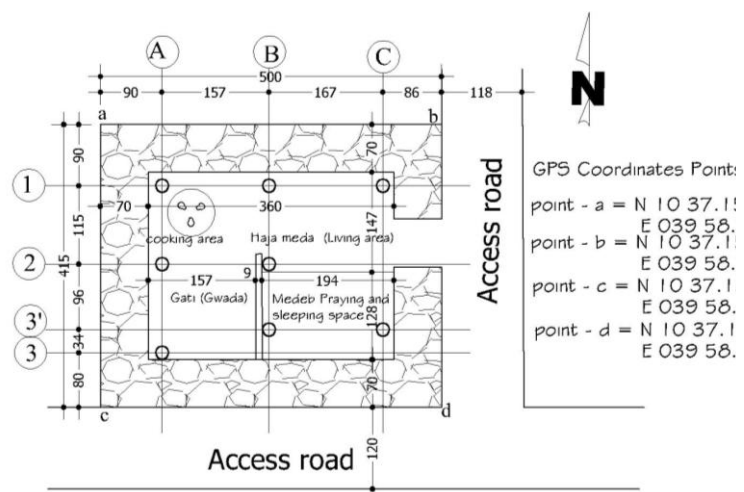 A B C
500
90 157 167 86 118
a b
N
90 70
GPS Coordinates Points
1
70 360
point - a = N 10 37.15
E 039 58.
115 147
cooking area Haja meda (Living area)
point - b = N 10 37.15
E 039 58.
2
415
9
157 194
point - c = N 10 37.1
E 039 58.
96
Gati (Gwada) Medeb Praying and
sleeping space
128
3'
point - d = N 10 37.1
E 039 58.
34
3
80 70
c d
Access road
Access road
120